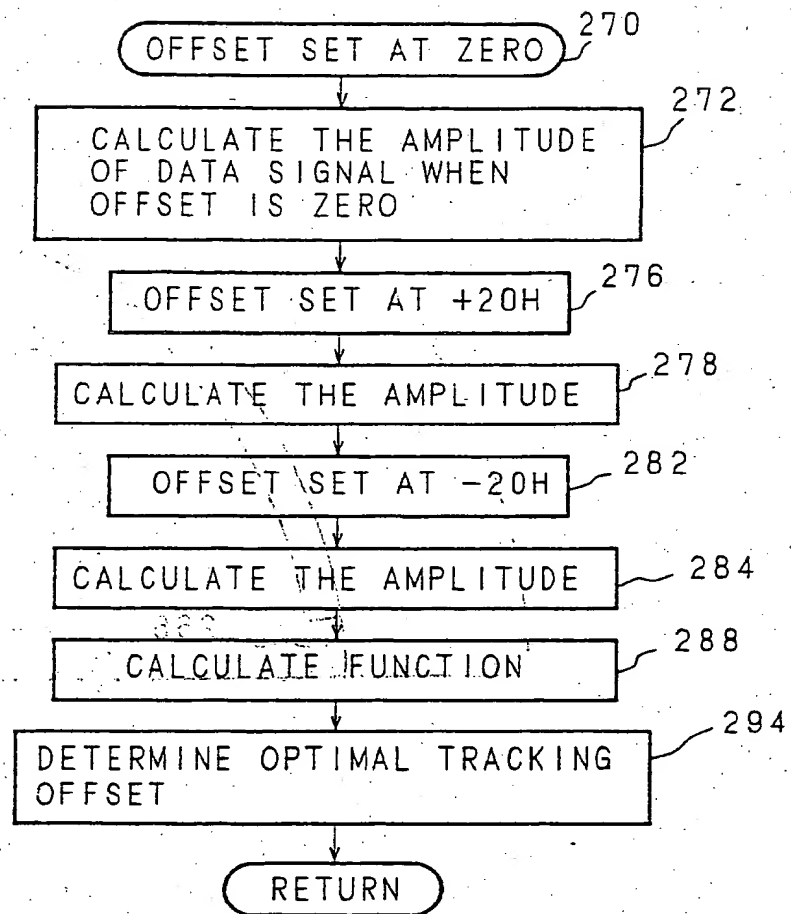 OFFSET SET AT ZERO 270
272
CALCULATE THE AMPLITUDE
OF DATA SIGNAL WHEN
OFFSET IS ZERO
OFFSET SET AT +20H 276
CALCULATE THE AMPLITUDE 278
OFFSET SET AT −20H 282
CALCULATE THE AMPLITUDE 284
CALCULATE FUNCTION 288
294
DETERMINE OPTIMAL TRACKING
OFFSET
RETURN